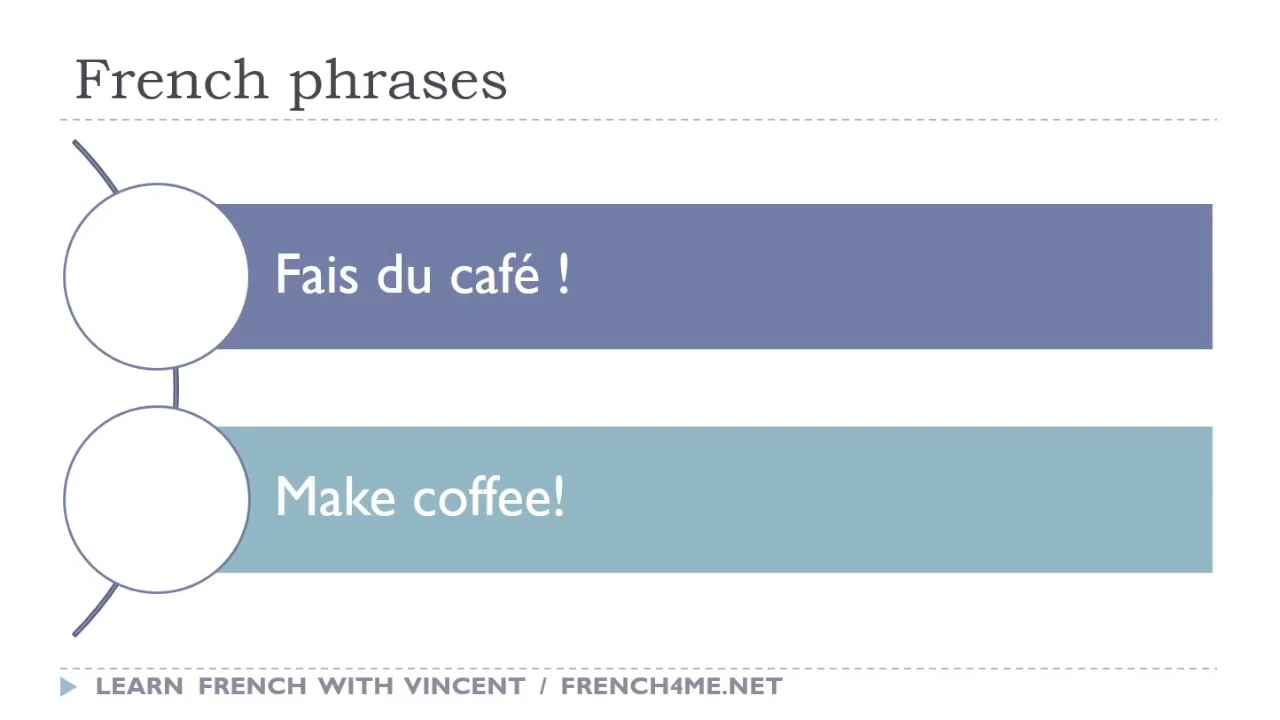 French phrases
Fais du café !
Make coffee!
LEARN FRENCH WITH VINCENT / FRENCH4ME.NET